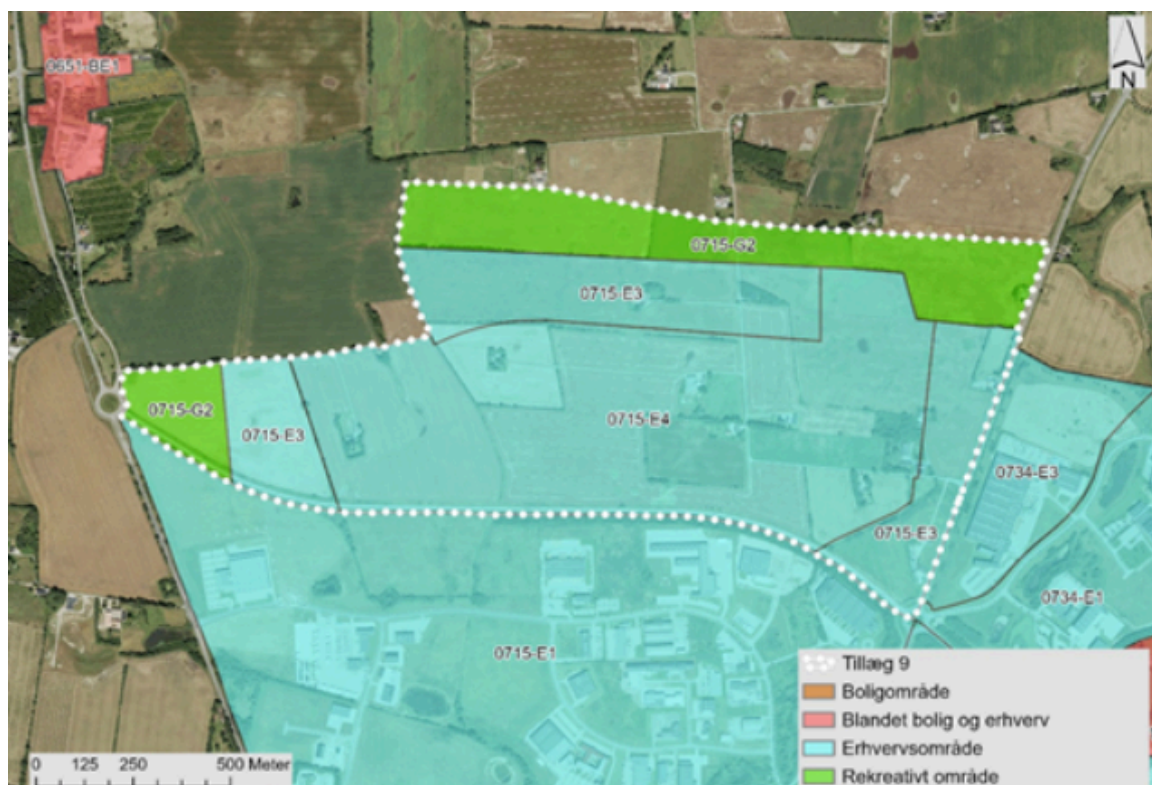 N
0651-BE1
0715-G2
0715-E3
0715-G2
0715-E3
0715-E4
0734-E3
0715-E3
0734-E1
0715-E1
Tillæg 9
Boligområde
Blandet bolig og erhverv
Erhvervsområde
Rekreativt område
0 125 250 500 Meter